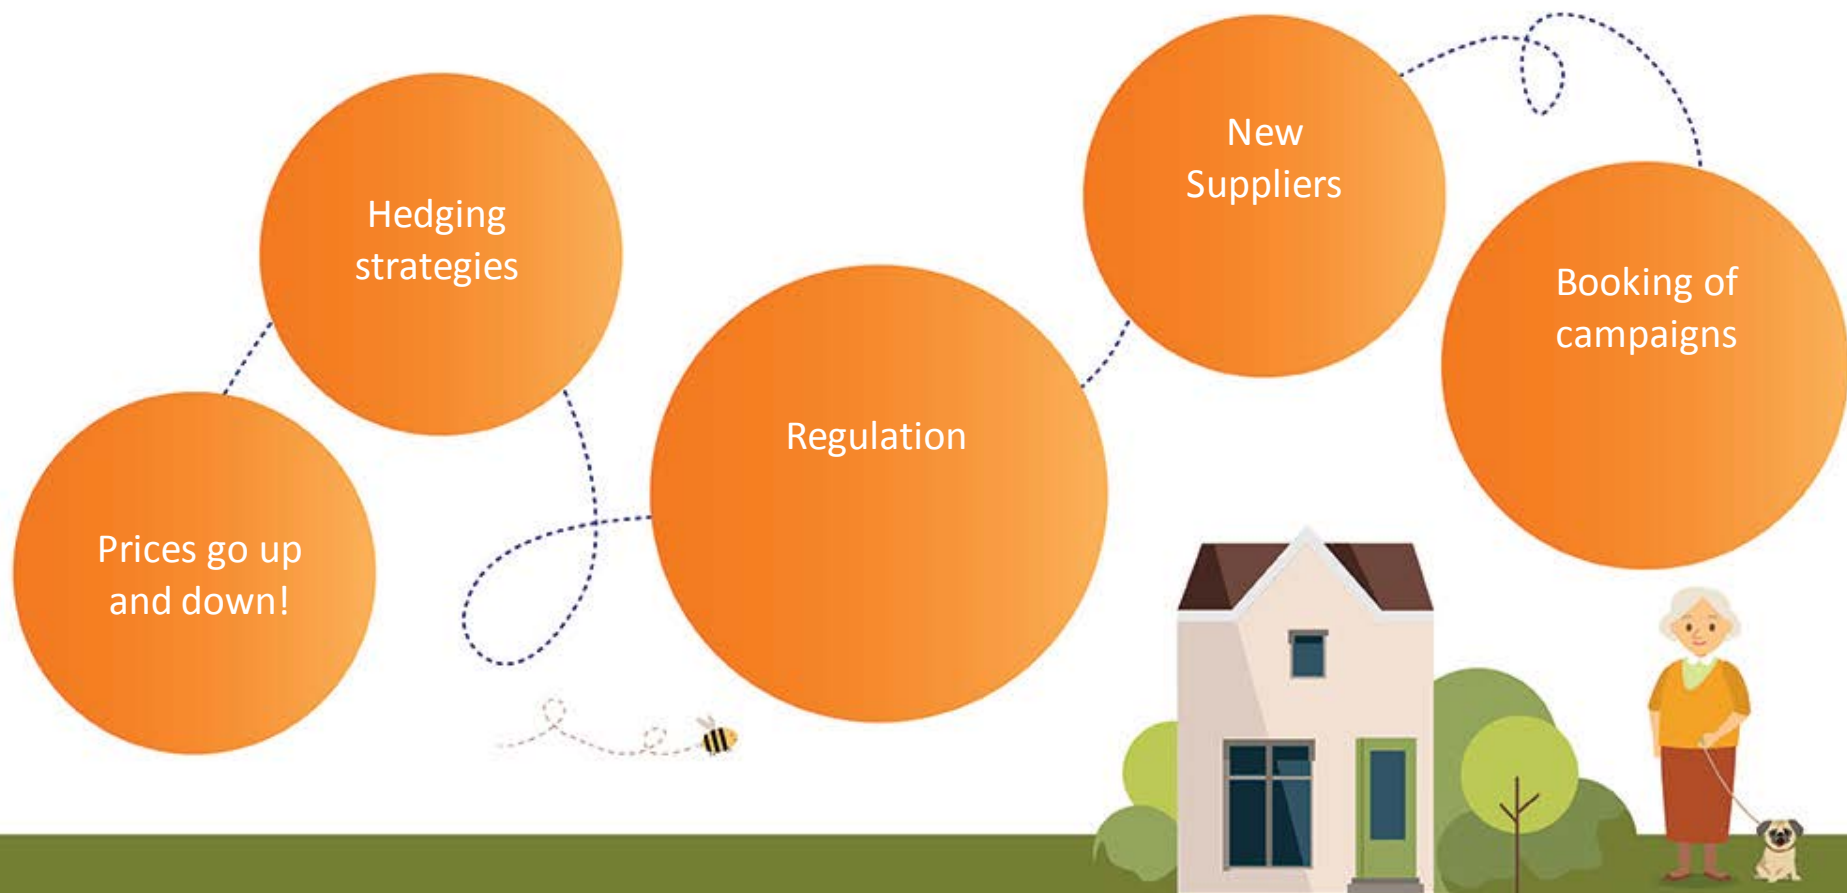 Prices go up
and down!
Hedging
strategies
Regulation
New
Suppliers
Booking of
campaigns